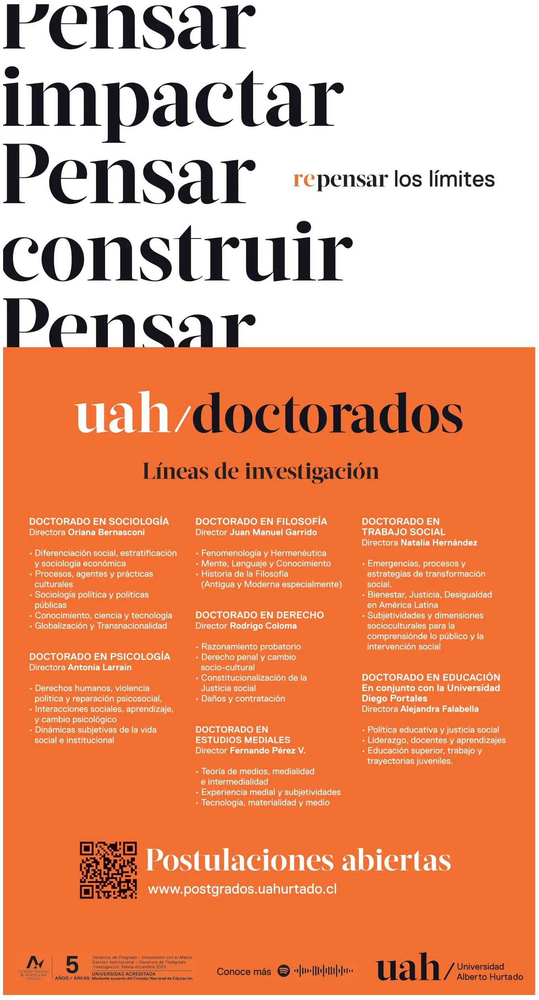 Pensar
impactar
Pensar
repensar los límites
construir
Pensar
uah/doctorados
Líneas de investigación
DOCTORADO EN SOCIOLOGÍA
Directora Oriana Bernasconi
• Diferenciación social, estratificación
y sociología económica
• Procesos, agentes y prácticas
culturales
• Sociología política y políticas
públicas
• Conocimiento, ciencia y tecnología
• Globalización y Transnacionalidad
DOCTORADO EN PSICOLOGÍA
Directora Antonia Larrain
• Derechos humanos, violencia
política y reparación psicosocial,
• Interacciones sociales, aprendizaje,
y cambio psicológico
• Dinámicas subjetivas de la vida
social e institucional
DOCTORADO EN FILOSOFÍA
Director Juan Manuel Garrido
• Fenomenología y Hermenéutica
• Mente, Lenguaje y Conocimiento
• Historia de la Filosofía
(Antigua y Moderna especialmente)
DOCTORADO EN DERECHO
Director Rodrigo Coloma
• Razonamiento probatorio
• Derecho penal y cambio
socio-cultural
• Constitucionalización de la
Justicia social
• Daños y contratación
DOCTORADO EN
ESTUDIOS MEDIALES
Director Fernando Pérez V.
• Teoría de medios, medialidad
e intermedialidad
• Experiencia medial y subjetividades
• Tecnología, materialidad y medio
DOCTORADO EN
TRABAJO SOCIAL
Directora Natalia Hernández
• Emergencias, procesos y
estrategias de transformación
social.
• Bienestar, Justicia, Desigualdad
en América Latina
• Subjetividades y dimensiones
socioculturales para la
comprensiónde lo público y la
intervención social
DOCTORADO EN EDUCACIÓN
En conjunto con la Universidad
Diego Portales
Directora Alejandra Falabella
• Política educativa y justicia social
• Liderazgo, docentes y aprendizajes
• Educación superior, trabajo y
trayectorias juveniles.
Postulaciones abiertas
www.postgrados.uahurtado.cl
Comisión Nacional
de Acreditación
CNA-Chile
5
AÑOS / ÁREAS
Docencia de Pregrado • Vinculación con el Medio
Gestión Institucional • Docencia de Postgrado
Investigación. Hasta diciembre 2024.
UNIVERSIDAD ACREDITADA
Mediante acuerdo del Consejo Nacional de Educación
Conoce más
uah/
Universidad
Alberto Hurtado